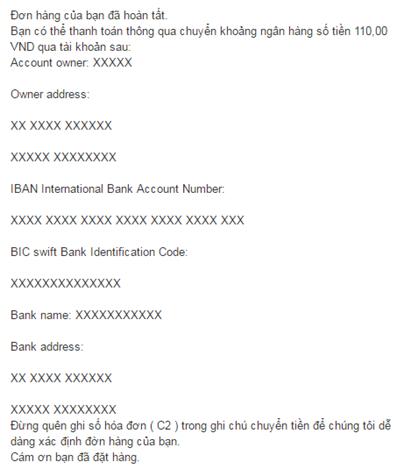 Đơn hàng của bạn đã hoàn tất.
Bạn có thể thanh toán thông qua chuyển khoảng ngân hàng số tiền 110,00
VND qua tài khoản sau:
Account owner: XXXXX
Owner address:
XX XXXX XXXXXX
XXXXX XXXXXXXX
IBAN International Bank Account Number:
XXXX XXXX XXXX XXXX XXXX XXXX XXX
BIC swift Bank Identification Code:
XXXXXXXXXXXXXX
Bank name: XXXXXXXXXXX
Bank address:
XX XXXX XXXXXX
XXXXX XXXXXXXX
Đừng quên ghi số hóa đơn ( C2 ) trong ghi chú chuyển tiền để chúng tôi dễ
dàng xác định đờn hàng của bạn.
Cám ơn bạn đã đặt hàng.